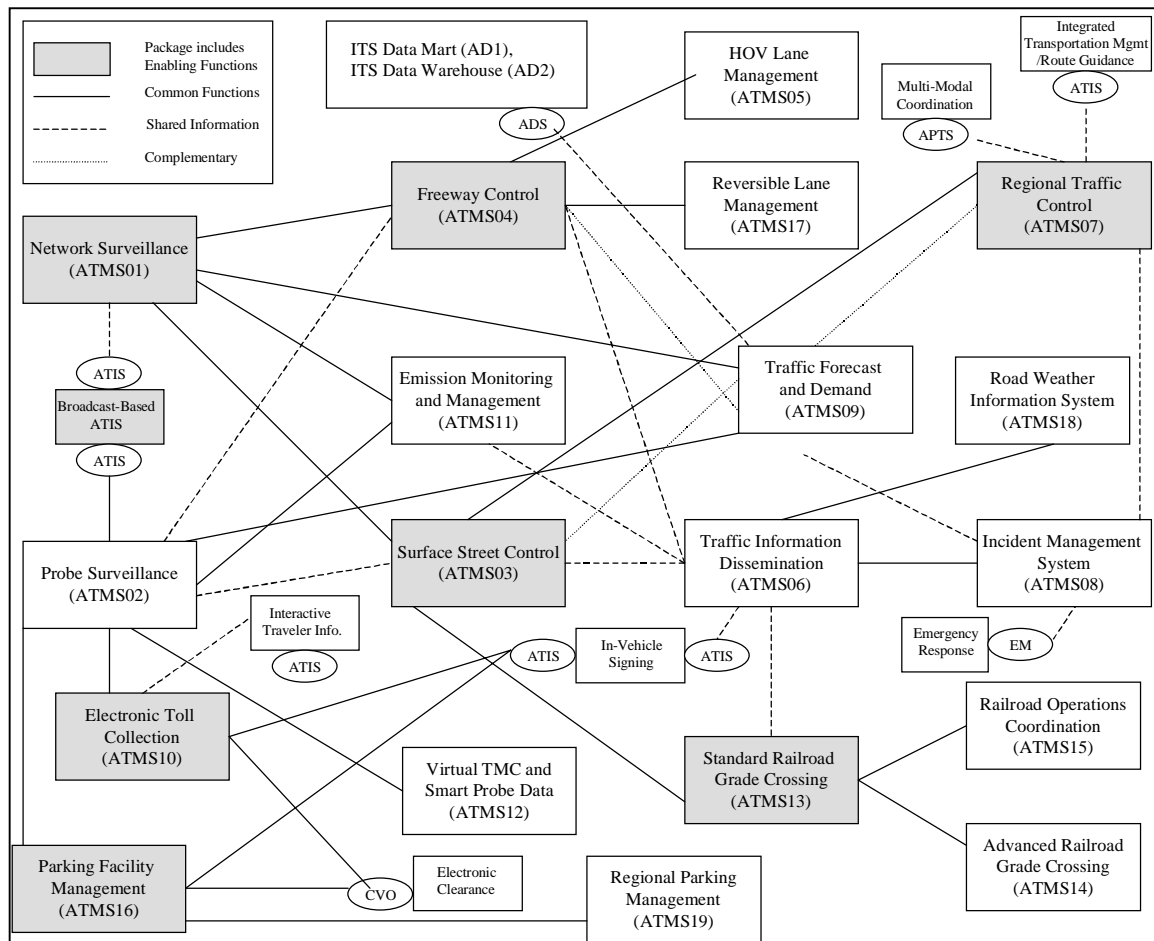 Package includes
Enabling Functions
Common Functions
Shared Information
Complementary
ITS Data Mart (AD1),
ITS Data Warehouse (AD2)
ADS
HOV Lane
Management
(ATMS05)
Multi-Modal
Coordination
APTS
Integrated
Transportation Mgmt
/Route Guidance
ATIS
Network Surveillance
(ATMS01)
Freeway Control
(ATMS04)
Reversible Lane
Management
(ATMS17)
Regional Traffic
Control
(ATMS07)
ATIS
Broadcast-Based
ATIS
ATIS
Emission Monitoring
and Management
(ATMS11)
Traffic Forecast
and Demand
(ATMS09)
Road Weather
Information System
(ATMS18)
Probe Surveillance
(ATMS02)
Surface Street Control
(ATMS03)
Traffic Information
Dissemination
(ATMS06)
Incident Management
System
(ATMS08)
Interactive
Traveler Info.
ATIS
ATIS
In-Vehicle
Signing
ATIS
Emergency
Response
EM
Electronic Toll
Collection
(ATMS10)
Virtual TMC and
Smart Probe Data
(ATMS12)
Standard Railroad
Grade Crossing
(ATMS13)
Railroad Operations
Coordination
(ATMS15)
Parking Facility
Management
(ATMS16)
CVO
Electronic
Clearance
Regional Parking
Management
(ATMS19)
Advanced Railroad
Grade Crossing
(ATMS14)